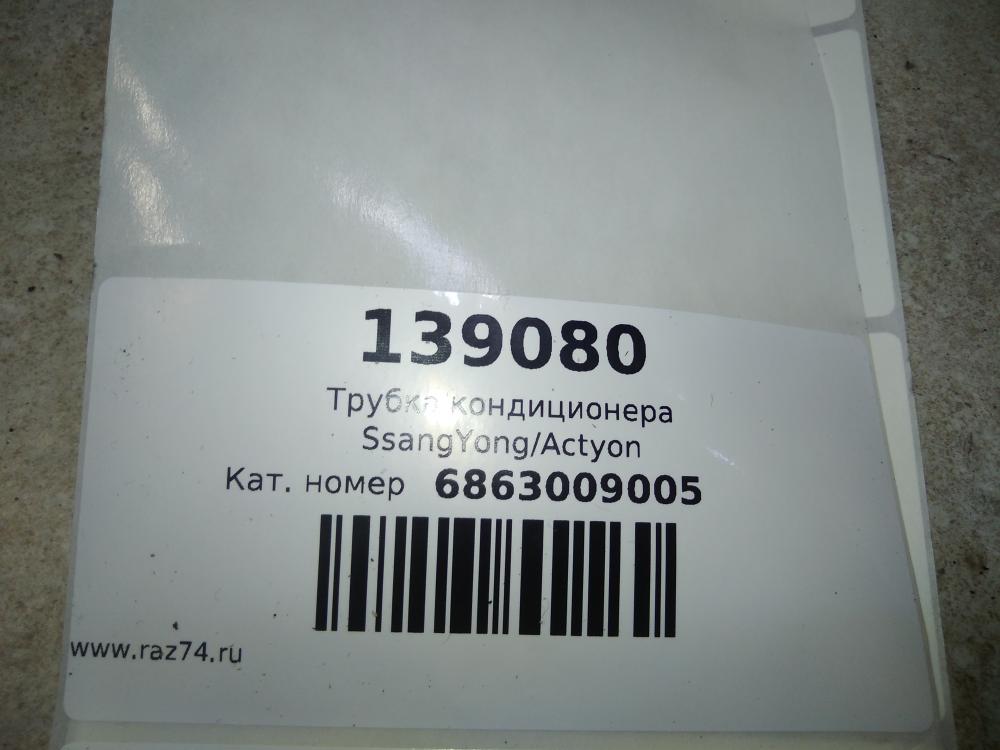 139080
Трубка кондиционера
SsangYong/Actyon
Кат. номер 6863009005
www.raz74.ru